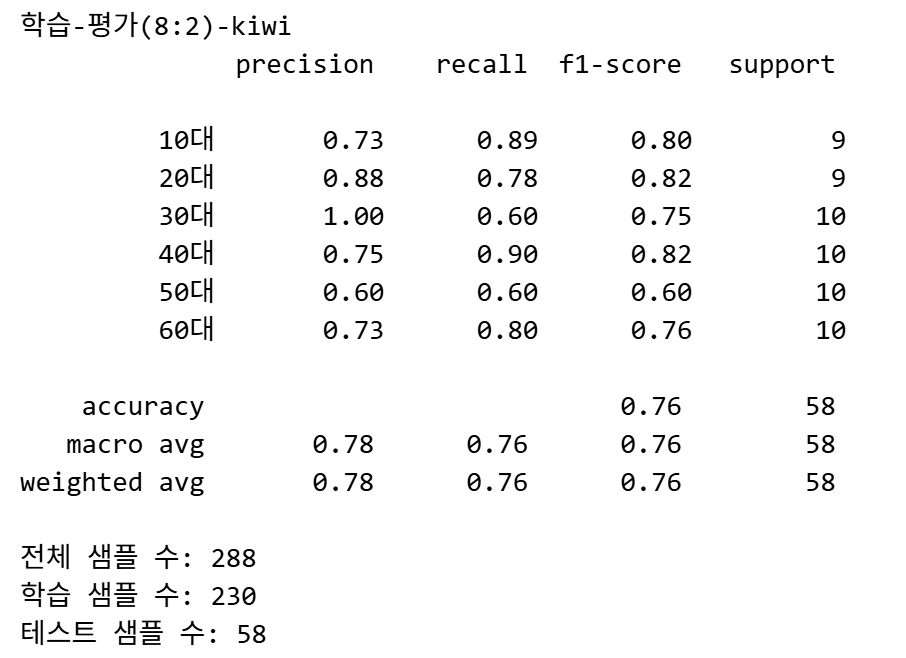 학습-평가(8:2)-kiwi
precision recall f1-score support
10대 0.73 0.89 0.80 9
20대 0.88 0.78 0.82 9
30대 1.00 0.60 0.75 10
40대 0.75 0.90 0.82 10
50대 0.60 0.60 0.60 10
60대 0.73 0.80 0.76 10
accuracy 0.76 58
macro avg 0.78 0.76 0.76 58
weighted avg 0.78 0.76 0.76 58
전체 샘플 수: 288
학습 샘플 수: 230
테스트 샘플 수: 58